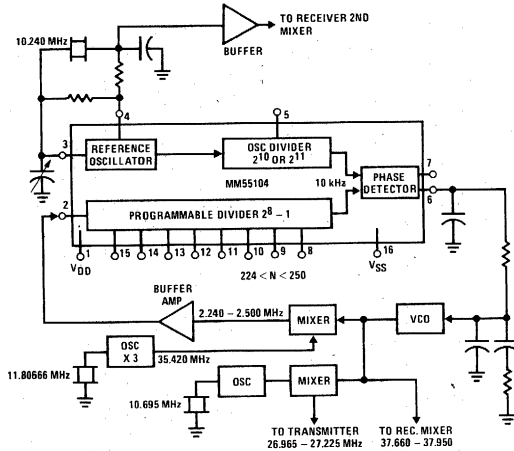 TO RECEIVER 2ND
MIXER
10.240 MHz
BUFFER
4
5
3
REFERENCE
OSCILLATOR
OSC DIVIDER
2^10 OR 2^11
PHASE
DETECTOR
7
6
MM55104
10 kHz
2
PROGRAMMABLE DIVIDER 2^8 – 1
1
VDD
15
14
13
12
11
10
9
8
16
VSS
224 < N < 250
BUFFER
AMP
2.240 – 2.500 MHz
MIXER
VCO
OSC
X 3
35.420 MHz
11.80666 MHz
OSC
MIXER
10.695 MHz
TO TRANSMITTER
26.965 – 27.225 MHz
TO REC. MIXER
37.660 – 37.950